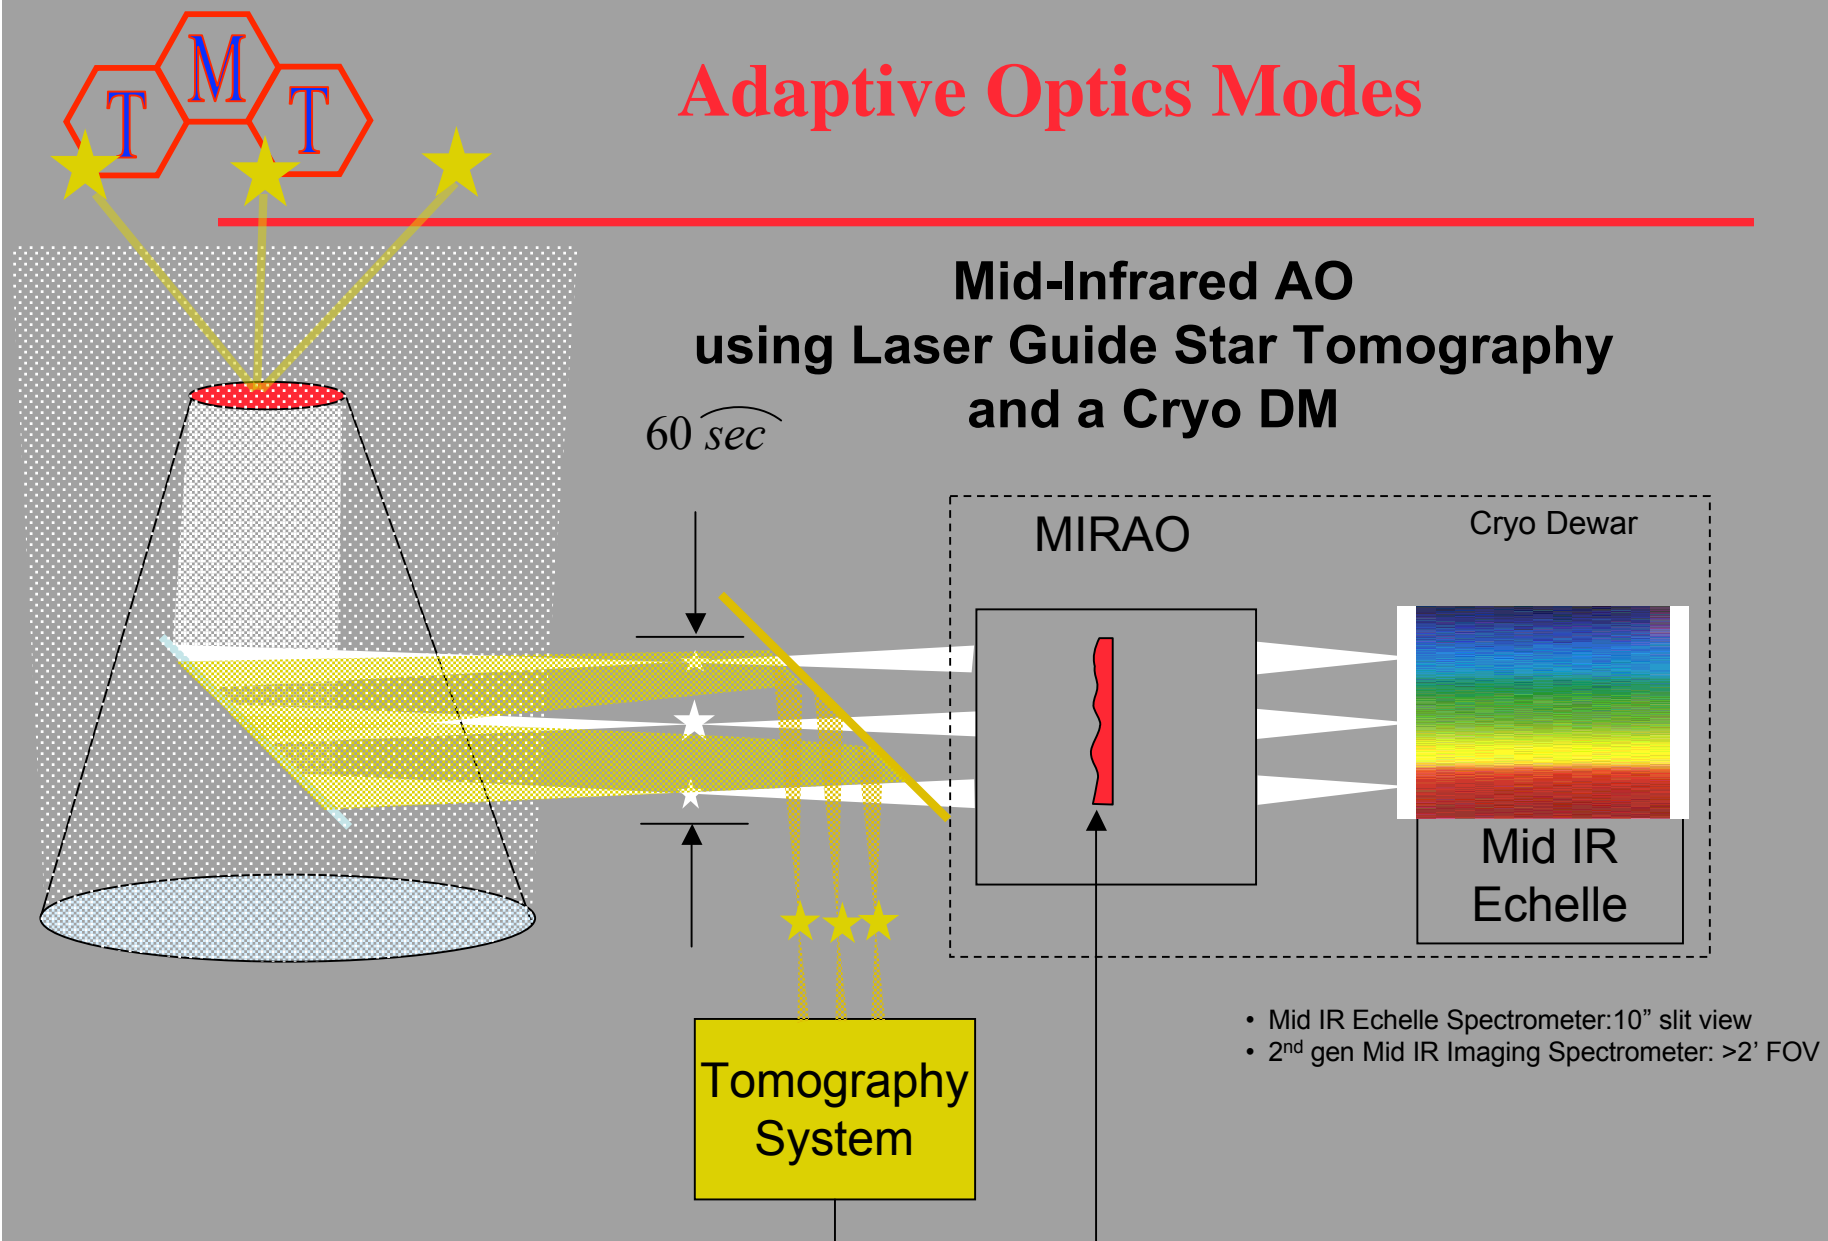 TMT
Adaptive Optics Modes
Mid-Infrared AO
using Laser Guide Star Tomography
and a Cryo DM
60 sec
MIRAO
Cryo Dewar
Mid IR
Echelle
• Mid IR Echelle Spectrometer:10” slit view
• 2nd gen Mid IR Imaging Spectrometer: >2’ FOV
Tomography
System